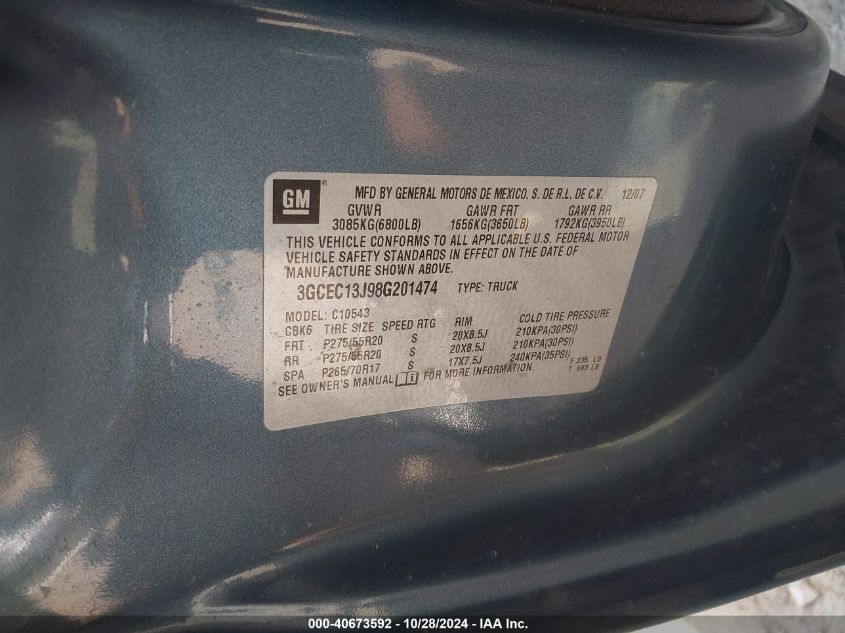 GM ® MFD BY GENERAL MOTORS DE MEXICO, S. DE R.L. DE C.V. 12/07
GVWR GAWR FRT GAWR RR
3085KG(6800LB) 1656KG(3650LB) 1792KG(3950LB)
THIS VEHICLE CONFORMS TO ALL APPLICABLE U.S. FEDERAL MOTOR
VEHICLE SAFETY STANDARDS IN EFFECT ON THE DATE OF
MANUFACTURE SHOWN ABOVE.
3GCEC13J98G201474 TYPE: TRUCK
MODEL: C10543
CBK6 TIRE SIZE SPEED RTG RIM COLD TIRE PRESSURE
FRT P275/55R20 S 20X8.5J 210KPA(30PSI)
RR P275/55R20 S 20X8.5J 210KPA(30PSI)
SPA P265/70R17 S 17X7.5J 240KPA(35PSI) F 235 LB
SEE OWNER'S MANUAL FOR MORE INFORMATION. T 683 LB
000-40673592 - 10/28/2024 - IAA Inc.